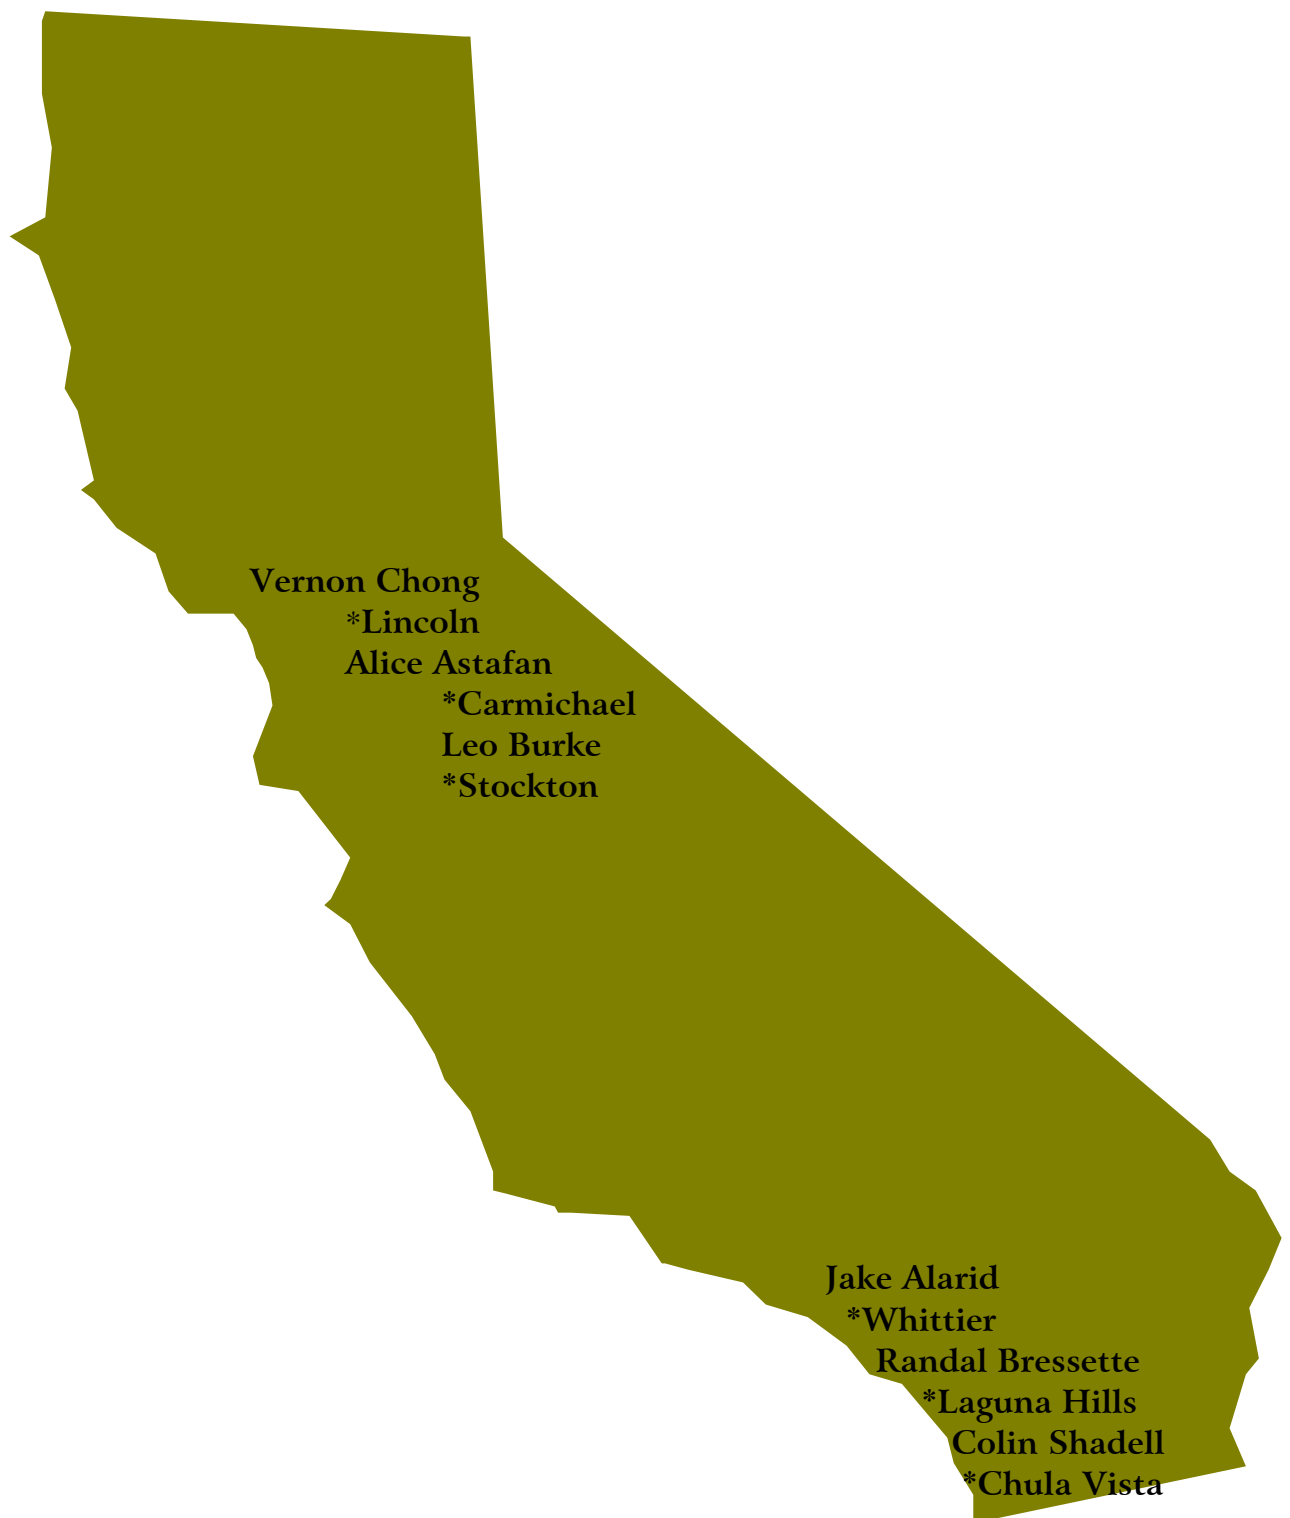 Vernon Chong
*Lincoln
Alice Astafan
*Carmichael
Leo Burke
*Stockton
Jake Alarid
*Whittier
Randal Bressette
*Laguna Hills
Colin Shadell
*Chula Vista